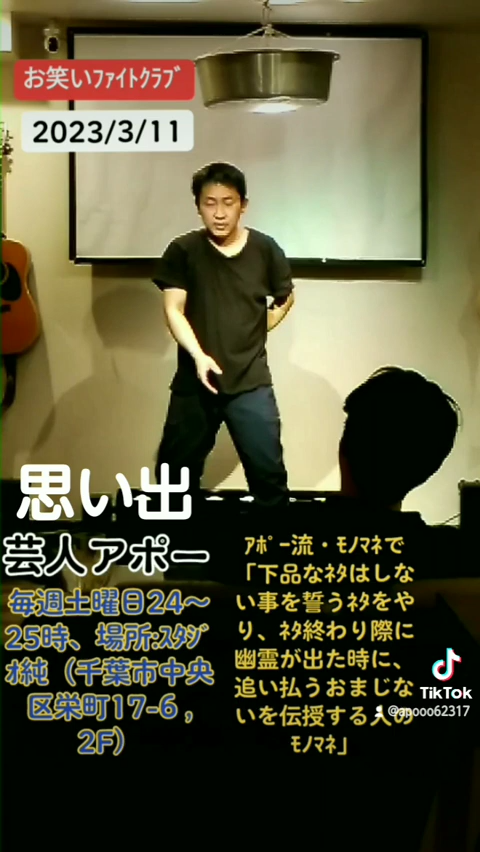 お笑いﾌｧｲﾄｸﾗﾌﾞ
2023/3/11
思い出
芸人アポー
毎週土曜日24～
25時、場所:ｽﾀｼﾞ
ｵ純（千葉市中央
区栄町17-6，
2F）
ｱﾎﾟｰ流・ﾓﾉﾏﾈで
「下品なﾈﾀはしな
い事を誓うﾈﾀをや
り、ﾈﾀ終わり際に
幽霊が出た時に、
追い払うおまじな
いを伝授する人の
ﾓﾉﾏﾈ」
TikTok
@apooo62317